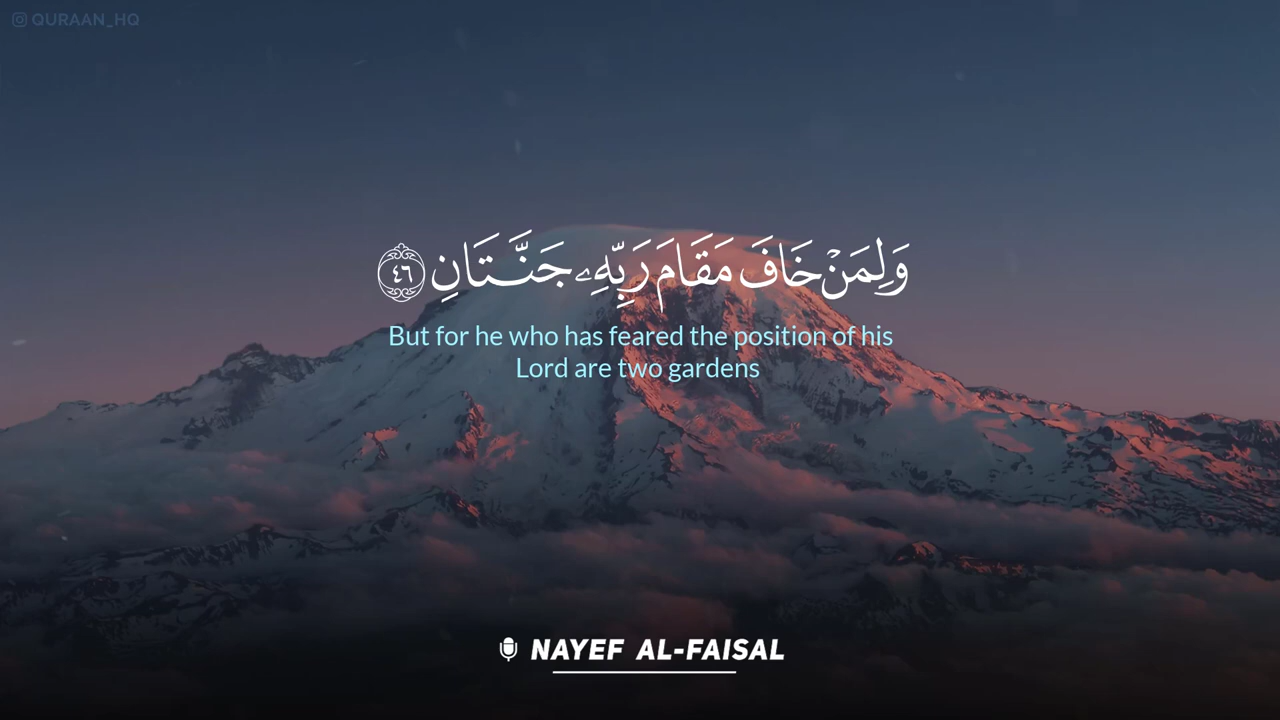 QURAAN_HQ
وَلِمَنْ خَافَ مَقَامَ رَبِّهِۦ جَنَّتَانِ ٤٦
But for he who has feared the position of his
Lord are two gardens
NAYEF AL-FAISAL